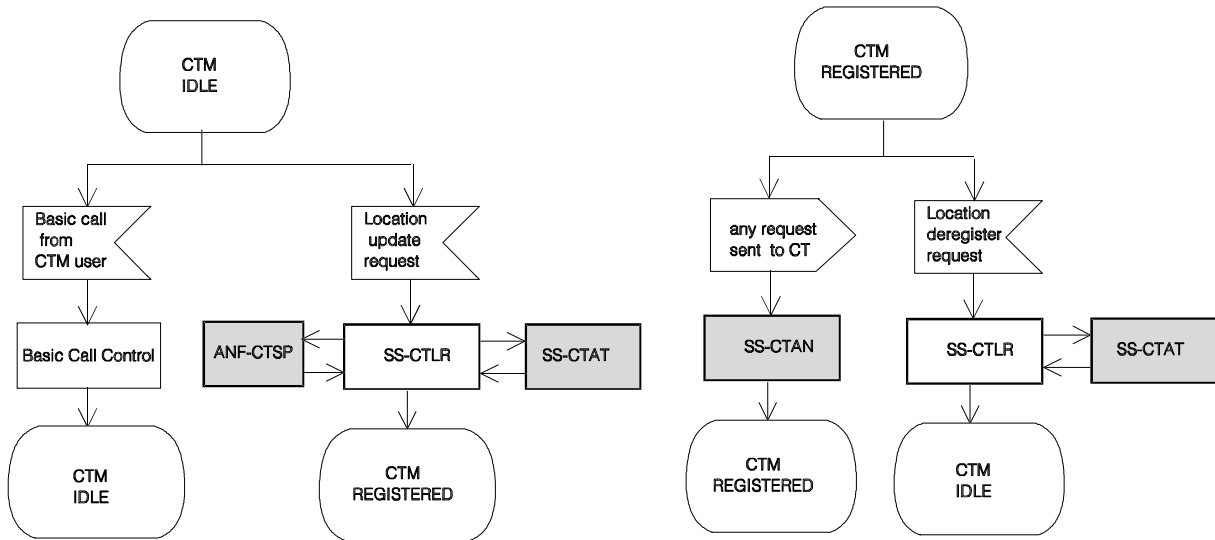 CTM
IDLE
Basic call
from
CTM user
Location
update
request
Basic Call Control
ANF-CTSP
SS-CTLR
SS-CTAT
CTM
IDLE
CTM
REGISTERED
CTM
REGISTERED
any request
sent to CT
Location
deregister
request
SS-CTAN
SS-CTLR
SS-CTAT
CTM
REGISTERED
CTM
IDLE